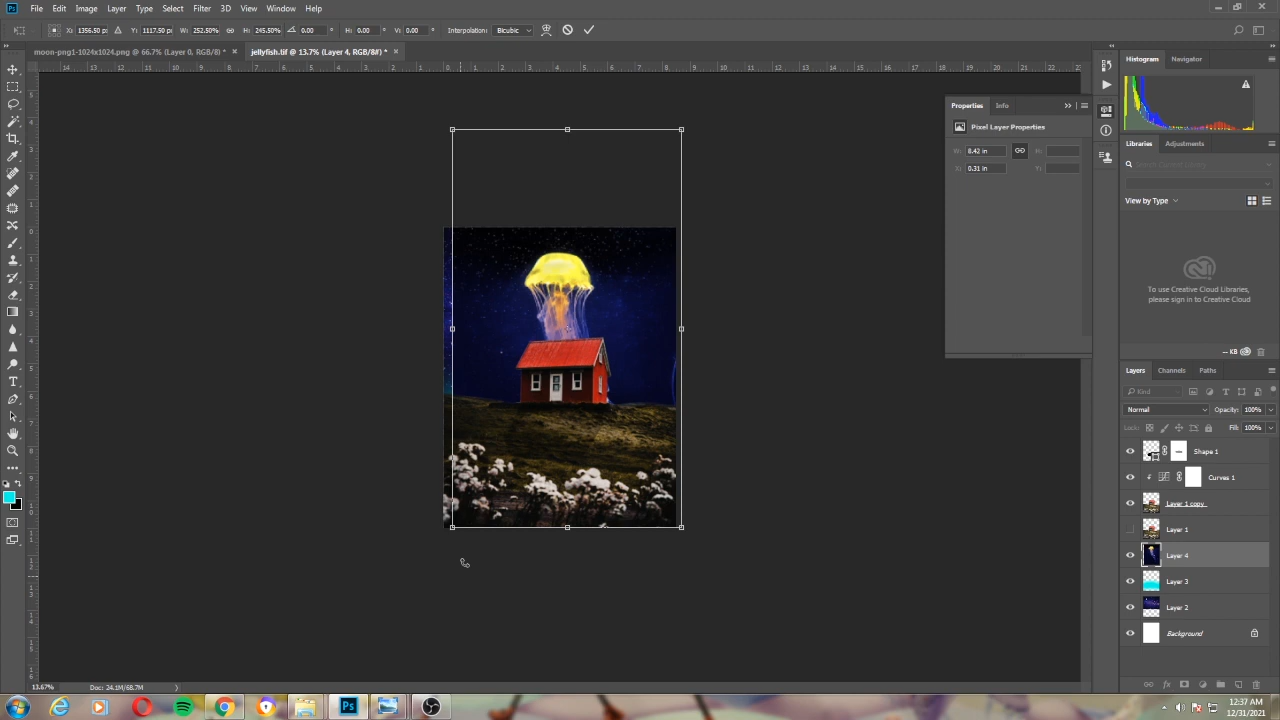 Ps File Edit Image Layer Type Select Filter 3D View Window Help
X: 1356.50 px Y: 1117.50 px W: 252.50% H: 245.50% 0.00 ° H: 0.00 ° V: 0.00 ° Interpolation: Bicubic
moon-png1-1024x1024.png @ 66.7% (Layer 0, RGB/8) * × jellyfish.tif @ 13.7% (Layer 4, RGB/8#) * ×
Histogram Navigator
Properties Info
Pixel Layer Properties
W: 8.42 in H:
X: 0.31 in Y:
Libraries Adjustments
Search Current Library
View by Type
To use Creative Cloud Libraries,
please sign in to Creative Cloud
-- KB
Layers Channels Paths
Kind
Normal Opacity: 100%
Lock: Fill: 100%
Shape 1
Curves 1
Layer 1 copy
Layer 1
Layer 4
Layer 3
Layer 2
Background
13.67% Doc: 24.1M/68.7M
Ps
12:37 AM
12/31/2021